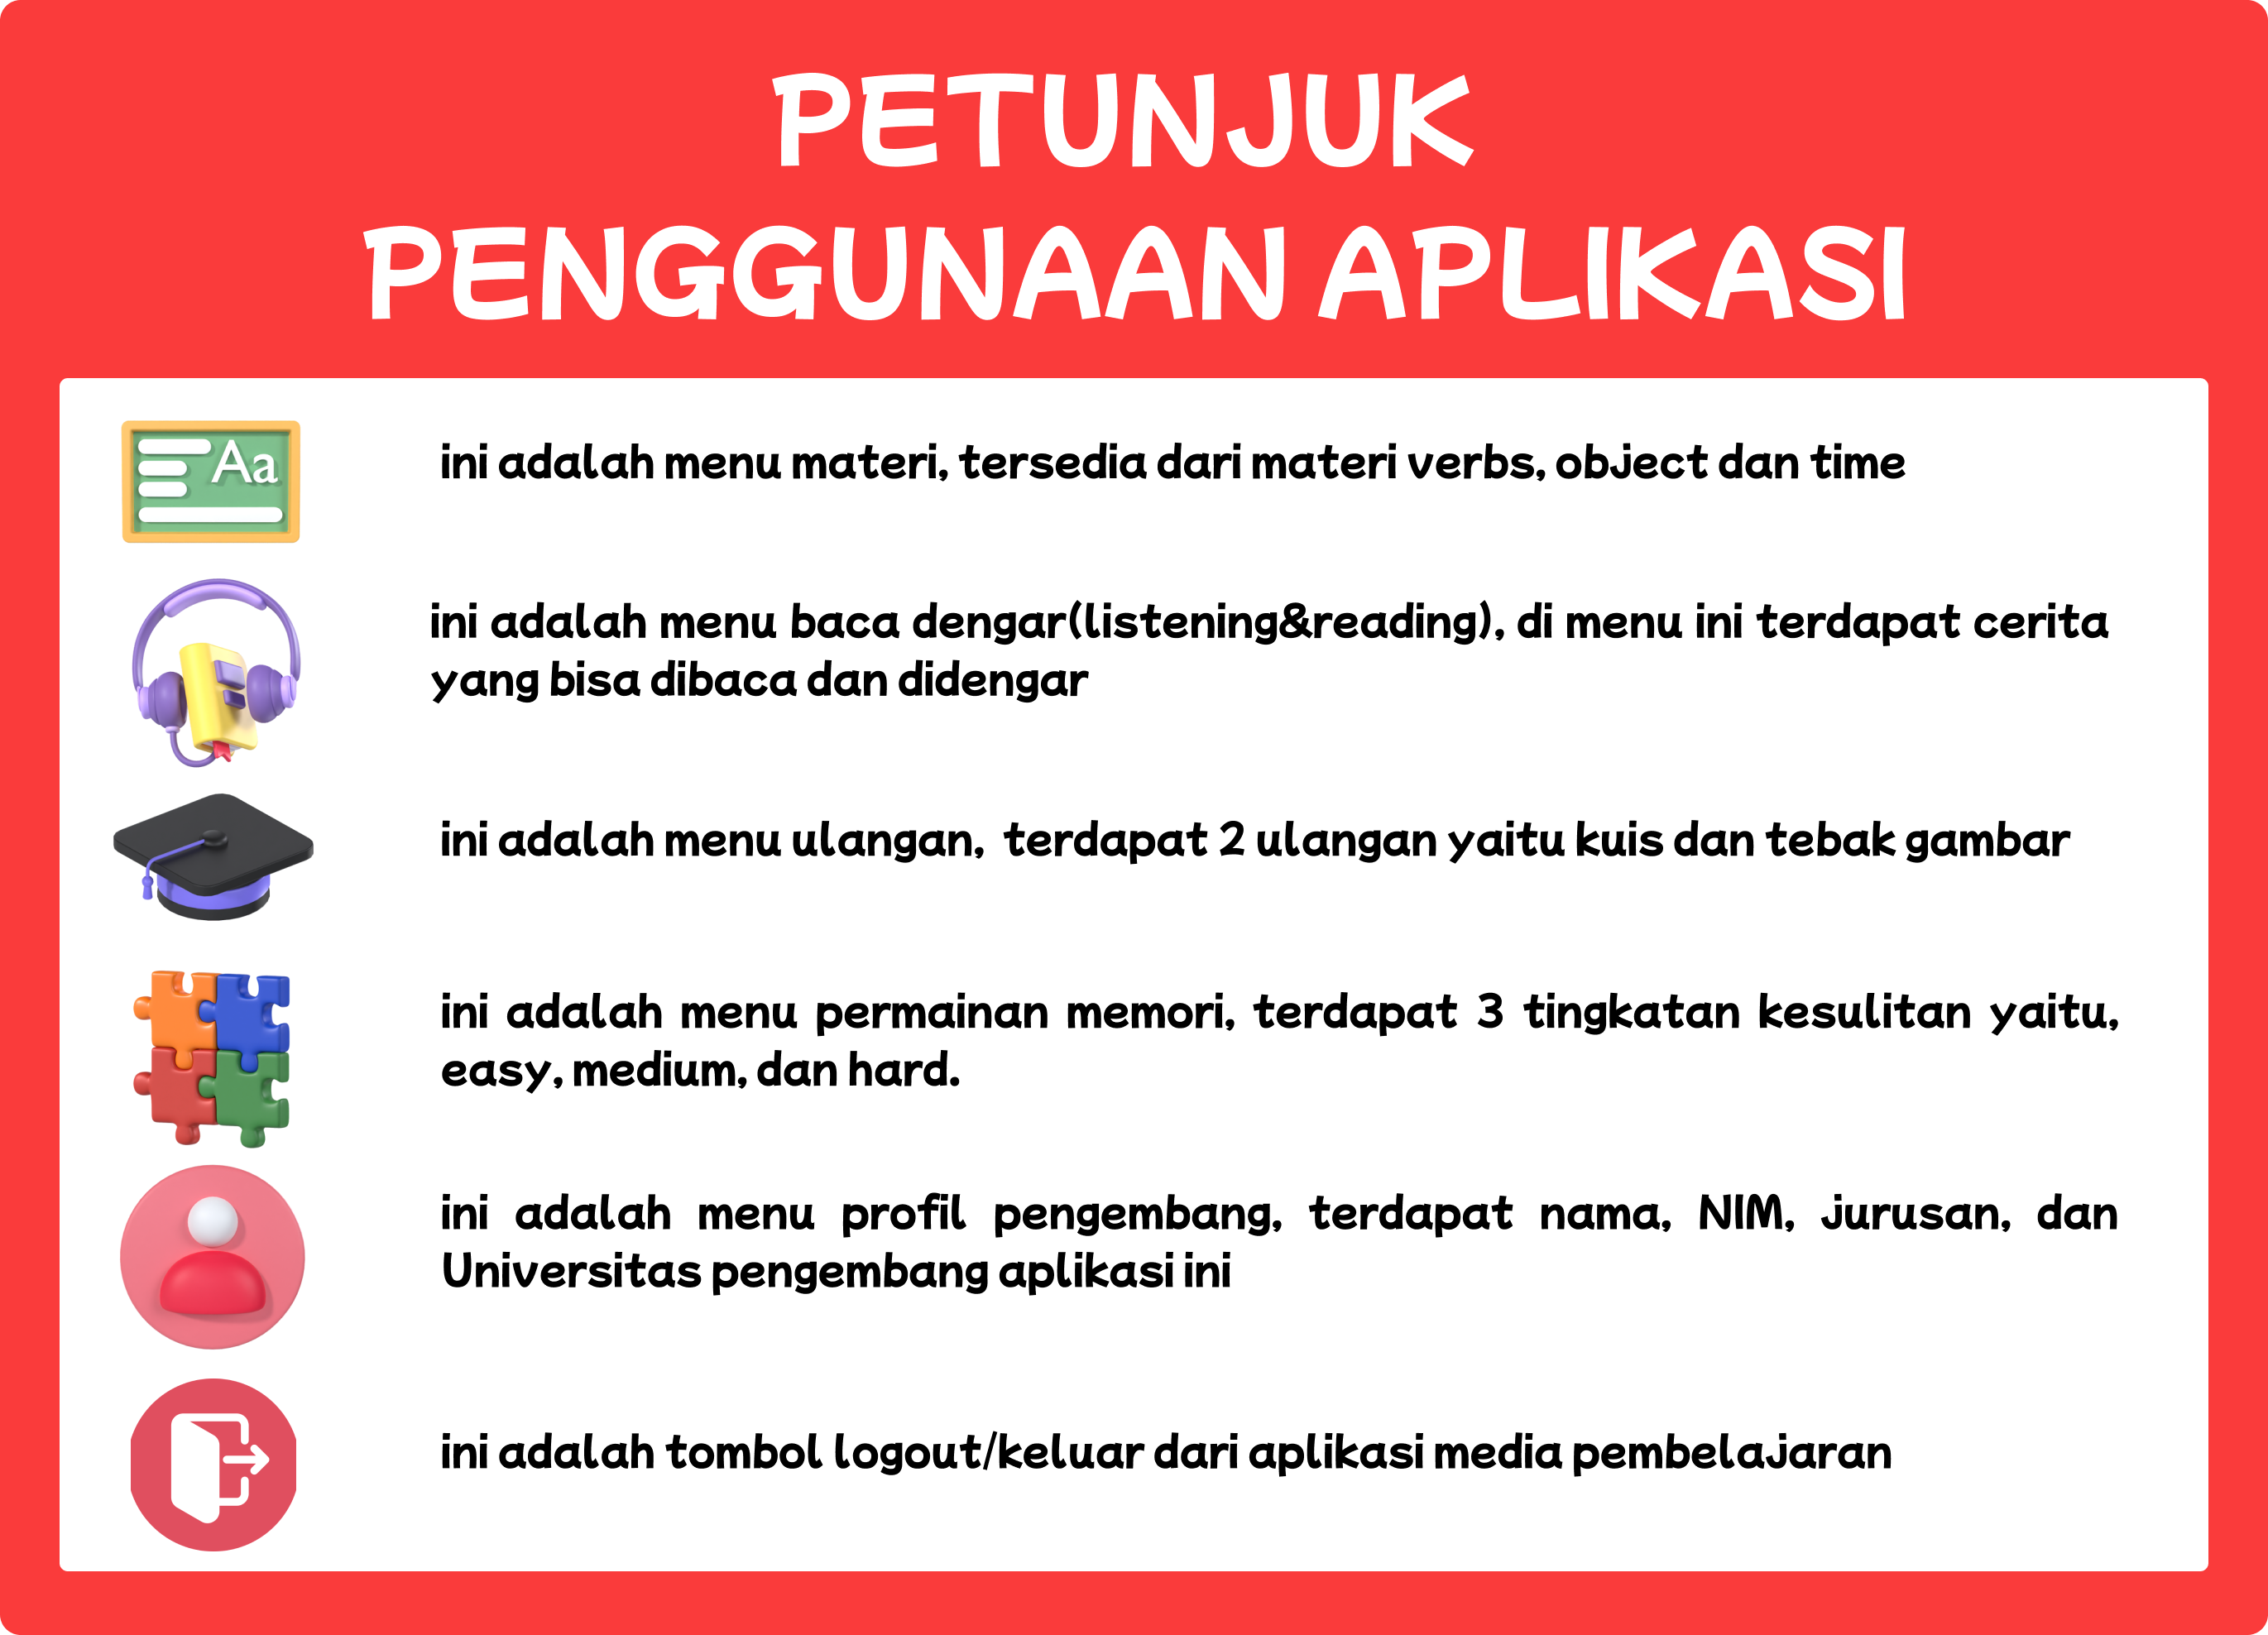 PETUNJUK
PENGGUNAAN APLIKASI
Aa
ini adalah menu materi, tersedia dari materi verbs, object dan time
ini adalah menu baca dengar(listening&reading), di menu ini terdapat cerita
yang bisa dibaca dan didengar
ini adalah menu ulangan, terdapat 2 ulangan yaitu kuis dan tebak gambar
ini adalah menu permainan memori, terdapat 3 tingkatan kesulitan yaitu,
easy, medium, dan hard.
ini adalah menu profil pengembang, terdapat nama, NIM, jurusan, dan
Universitas pengembang aplikasi ini
ini adalah tombol logout/keluar dari aplikasi media pembelajaran